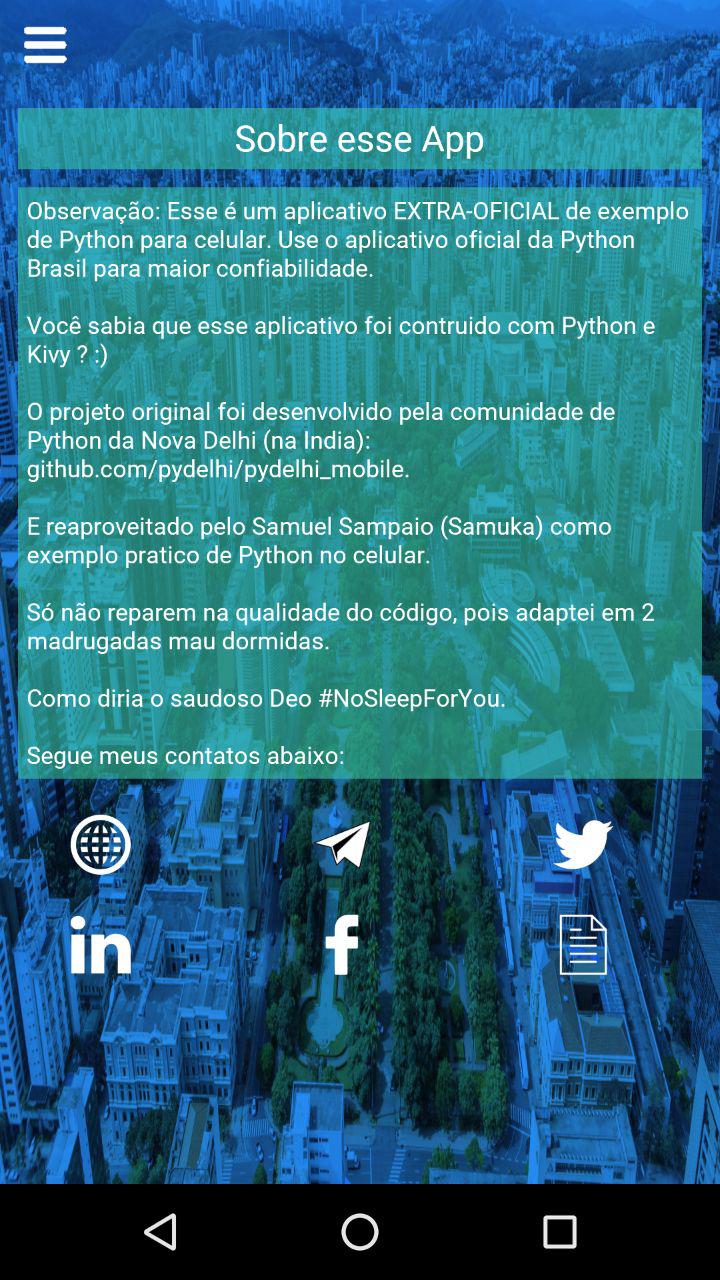 Sobre esse App
Observação: Esse é um aplicativo EXTRA-OFICIAL de exemplo
de Python para celular. Use o aplicativo oficial da Python
Brasil para maior confiabilidade.
Você sabia que esse aplicativo foi contruido com Python e
Kivy ? :)
O projeto original foi desenvolvido pela comunidade de
Python da Nova Delhi (na India):
github.com/pydelhi/pydelhi_mobile.
E reaproveitado pelo Samuel Sampaio (Samuka) como
exemplo pratico de Python no celular.
Só não reparem na qualidade do código, pois adaptei em 2
madrugadas mau dormidas.
Como diria o saudoso Deo #NoSleepForYou.
Segue meus contatos abaixo:
in
f